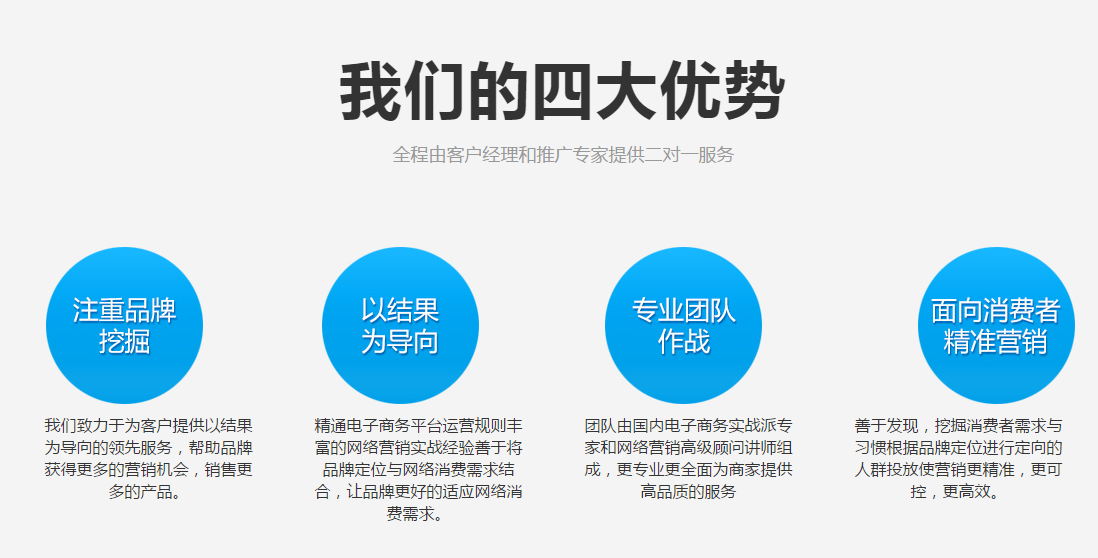 我们的四大优势
全程由客户经理和推广专家提供二对一服务
注重品牌
挖掘
我们致力于为客户提供以结果
为导向的领先服务，帮助品牌
获得更多的营销机会，销售更
多的产品。
以结果
为导向
精通电子商务平台运营规则丰
富的网络营销实战经验善于将
品牌定位与网络消费需求结
合，让品牌更好的适应网络消
费需求。
专业团队
作战
团队由国内电子商务实战派专
家和网络营销高级顾问讲师组
成，更专业更全面为商家提供
高品质的服务
面向消费者
精准营销
善于发现，挖掘消费者需求与
习惯根据品牌定位进行定向的
人群投放使营销更精准，更可
控，更高效。